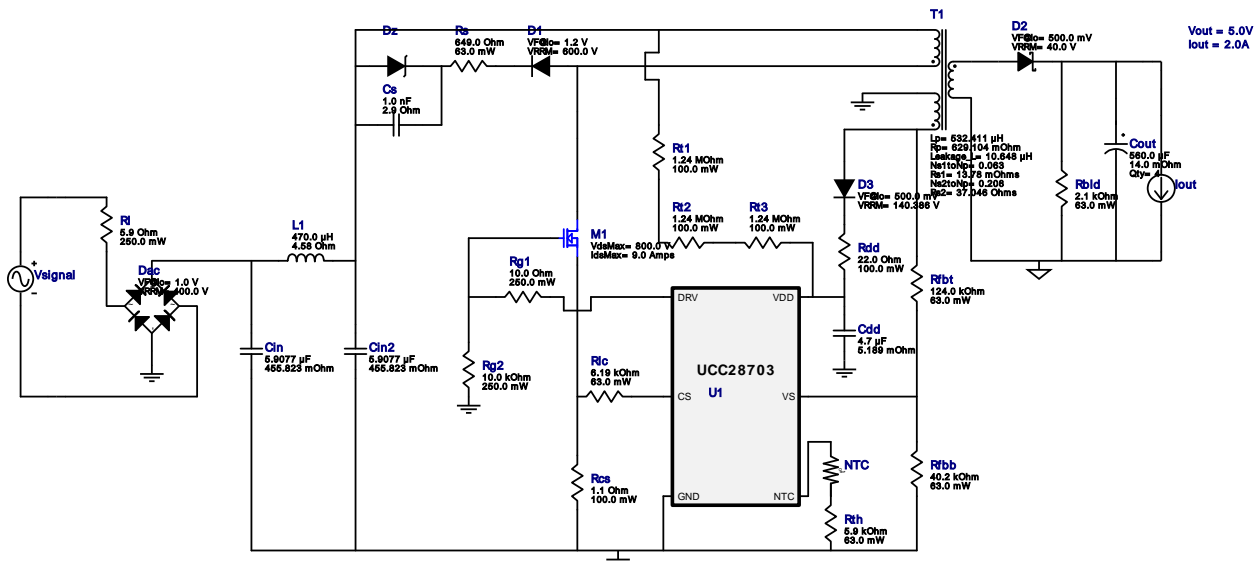 T1
D2
VF@Io= 500.0 mV
VRRM= 40.0 V
Vout = 5.0V
Iout = 2.0A
Dz
Rs
649.0 Ohm
63.0 mW
D1
VF@Io= 1.2 V
VRRM= 600.0 V
Cs
1.0 nF
2.9 Ohm
Rt1
1.24 MOhm
100.0 mW
Lp= 532.411 µH
Rp= 829.104 mOhm
Leakage_L= 10.648 µH
Ns1toNp= 0.063
Rs1= 13.78 mOhms
Ns2toNp= 0.208
Rs2= 37.046 Ohms
Cout
560.0 µF
14.0 mOhm
Qty= 4
D3
VF@Io= 500.0 mV
VRRM= 140.386 V
Rbld
2.1 kOhm
63.0 mW
Iout
Rt2
1.24 MOhm
100.0 mW
Rt3
1.24 MOhm
100.0 mW
Ri
5.9 Ohm
250.0 mW
L1
470.0 µH
4.58 Ohm
M1
VdsMax= 800.0 V
IdsMax= 9.0 Amps
Rdd
22.0 Ohm
100.0 mW
Vsignal
+
–
Dac
VF@Io= 1.0 V
VRRM= 400.0 V
Rg1
10.0 Ohm
250.0 mW
Rfbt
124.0 kOhm
63.0 mW
DRV
VDD
Cdd
4.7 µF
5.189 mOhm
Cin
5.9077 µF
455.823 mOhm
Cin2
5.9077 µF
455.823 mOhm
Rg2
10.0 kOhm
250.0 mW
Rlc
6.19 kOhm
63.0 mW
UCC28703
U1
CS
VS
NTC
Rfbb
40.2 kOhm
63.0 mW
Rcs
1.1 Ohm
100.0 mW
GND
NTC
Rth
5.9 kOhm
63.0 mW